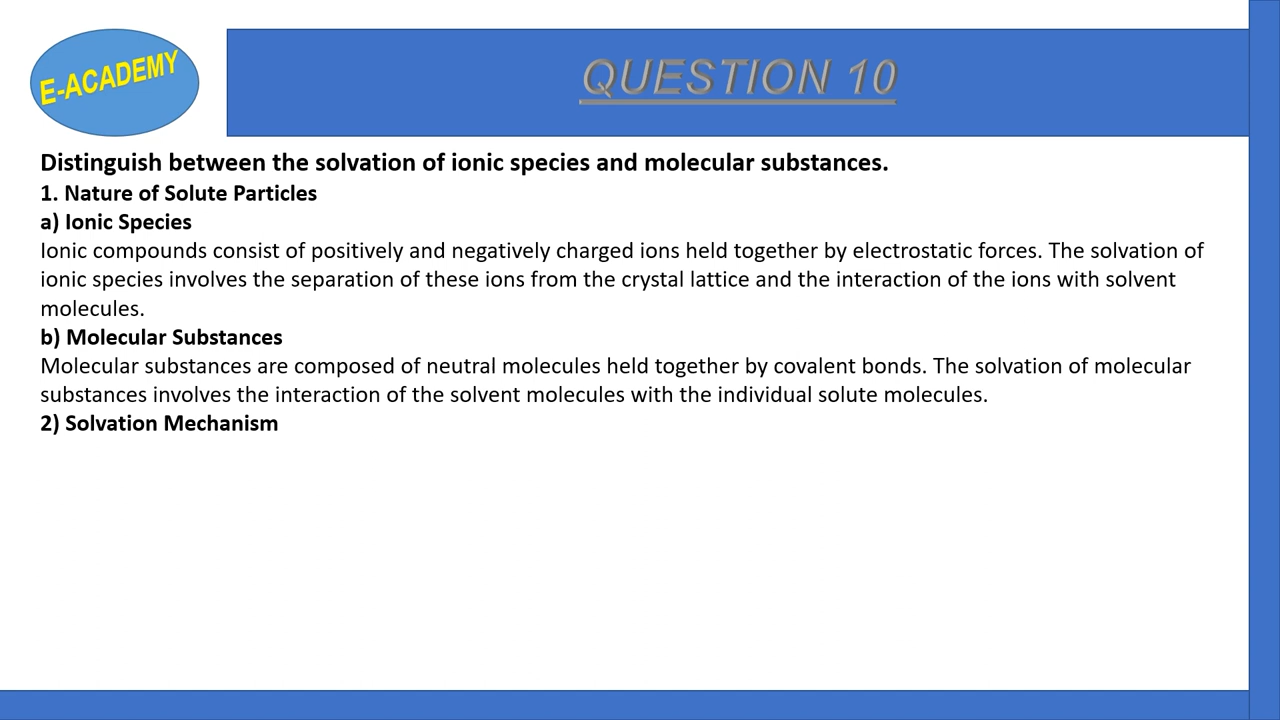 E-ACADEMY
QUESTION 10
Distinguish between the solvation of ionic species and molecular substances.
1. Nature of Solute Particles
a) Ionic Species
Ionic compounds consist of positively and negatively charged ions held together by electrostatic forces. The solvation of
ionic species involves the separation of these ions from the crystal lattice and the interaction of the ions with solvent
molecules.
b) Molecular Substances
Molecular substances are composed of neutral molecules held together by covalent bonds. The solvation of molecular
substances involves the interaction of the solvent molecules with the individual solute molecules.
2) Solvation Mechanism